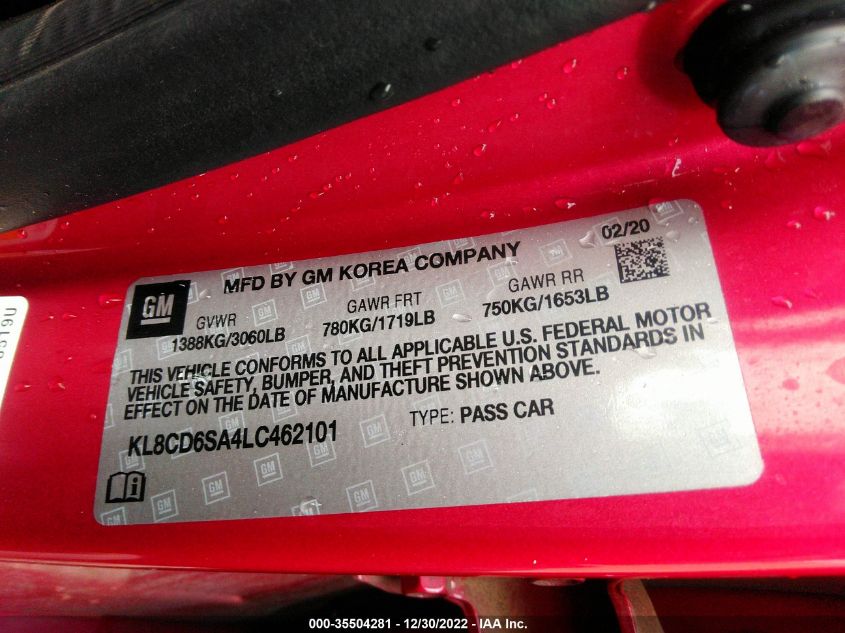 02/20
MFD BY GM KOREA COMPANY
GM
GVWR GAWR FRT GAWR RR
1388KG/3060LB 780KG/1719LB 750KG/1653LB
THIS VEHICLE CONFORMS TO ALL APPLICABLE U.S. FEDERAL MOTOR
VEHICLE SAFETY, BUMPER, AND THEFT PREVENTION STANDARDS IN
EFFECT ON THE DATE OF MANUFACTURE SHOWN ABOVE.
KL8CD6SA4LC462101 TYPE: PASS CAR
000-35504281 - 12/30/2022 - IAA Inc.